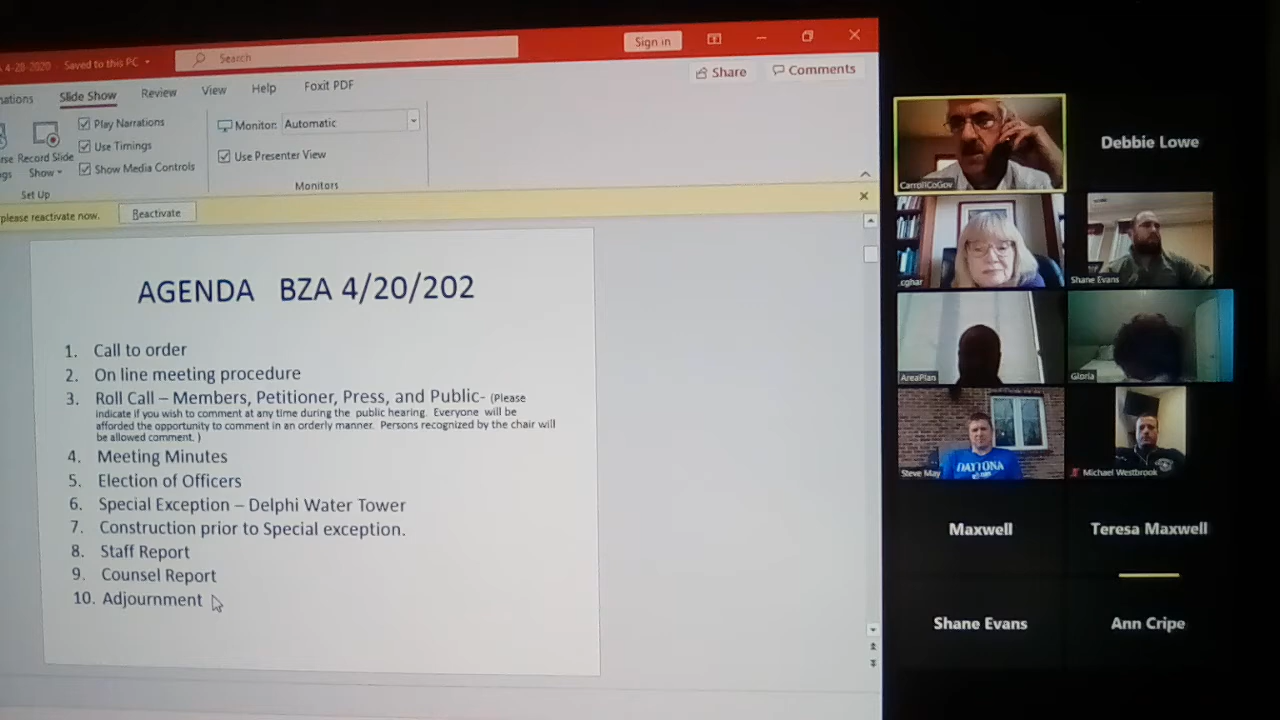 4-28-2020 - Saved to this PC
Search
Sign in
Slide Show
Review
View
Help
Foxit PDF
Share
Comments
Record Slide
Show
Play Narrations
Use Timings
Show Media Controls
Set Up
Monitor: Automatic
Use Presenter View
Monitors
please reactivate now.
Reactivate
AGENDA BZA 4/20/202
1. Call to order
2. On line meeting procedure
3. Roll Call – Members, Petitioner, Press, and Public- (Please
indicate if you wish to comment at any time during the public hearing. Everyone will be
afforded the opportunity to comment in an orderly manner. Persons recognized by the chair will
be allowed comment. )
4. Meeting Minutes
5. Election of Officers
6. Special Exception – Delphi Water Tower
7. Construction prior to Special exception.
8. Staff Report
9. Counsel Report
10. Adjournment
CarrollCoGov
Debbie Lowe
cghar
Shane Evans
AreaPlan
Gloria
Steve May
DAYTONA
Michael Westbrook
Maxwell
Teresa Maxwell
Shane Evans
Ann Cripe